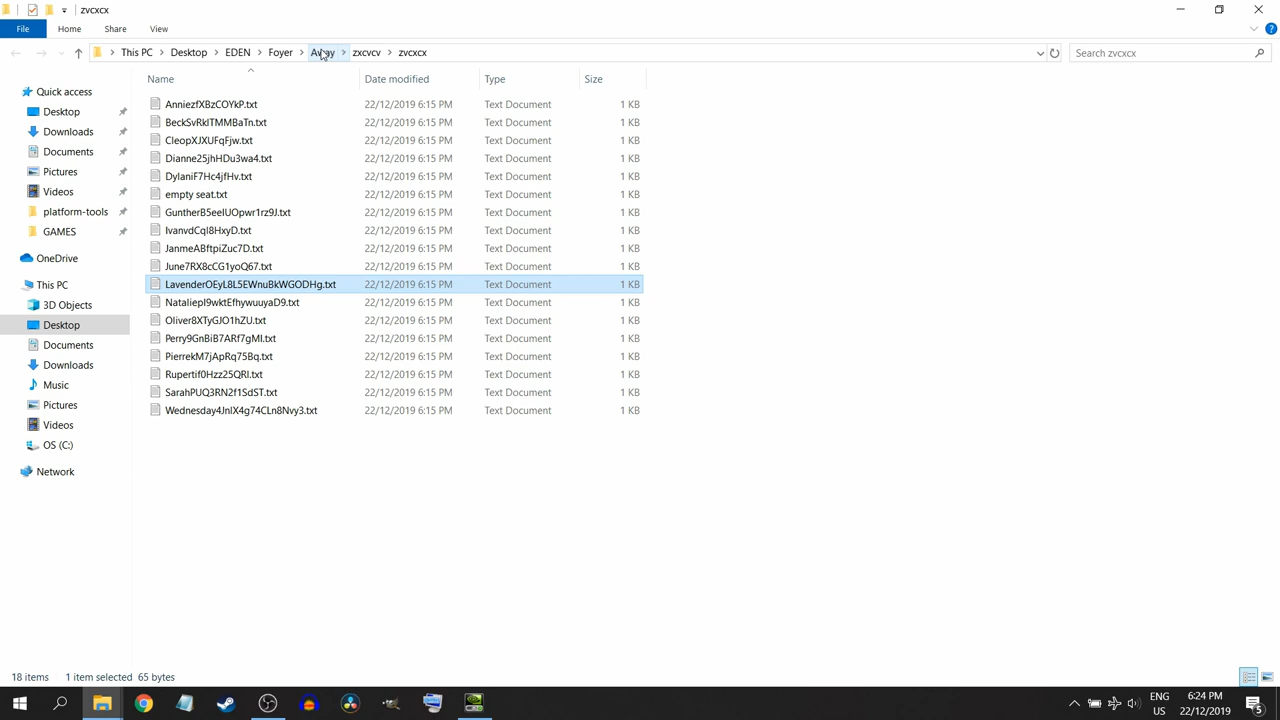 zvcxcx
File Home Share View
This PC Desktop EDEN Foyer zxcvcv zvcxcx Search zvcxcx
Name Date modified Type Size
Quick access
Desktop
Downloads
Documents
Pictures
Videos
platform-tools
GAMES
OneDrive
This PC
3D Objects
Desktop
Documents
Downloads
Music
Pictures
Videos
OS (C:)
Network
AnniezfXBzCOYkP.txt 22/12/2019 6:15 PM Text Document 1 KB
BeckSvRkITMMBaTn.txt 22/12/2019 6:15 PM Text Document 1 KB
CleopXJXUFqFjw.txt 22/12/2019 6:15 PM Text Document 1 KB
Dianne25jhHDu3wa4.txt 22/12/2019 6:15 PM Text Document 1 KB
DylaniF7Hc4jfHv.txt 22/12/2019 6:15 PM Text Document 1 KB
empty seat.txt 22/12/2019 6:15 PM Text Document 1 KB
GuntherB5eeIUOpwr1rz9J.txt 22/12/2019 6:15 PM Text Document 1 KB
IvanvdCqI8HxyD.txt 22/12/2019 6:15 PM Text Document 1 KB
JanmeABftpiZuc7D.txt 22/12/2019 6:15 PM Text Document 1 KB
June7RX8cCG1yoQ67.txt 22/12/2019 6:15 PM Text Document 1 KB
LavenderOEyL8L5EWnuBkWGODHg.txt 22/12/2019 6:15 PM Text Document 1 KB
NataliepI9wktEfhywuuyaD9.txt 22/12/2019 6:15 PM Text Document 1 KB
Oliver8XTyGJO1hZU.txt 22/12/2019 6:15 PM Text Document 1 KB
Perry9GnBiB7ARf7gMI.txt 22/12/2019 6:15 PM Text Document 1 KB
PierrekM7jApRq75Bq.txt 22/12/2019 6:15 PM Text Document 1 KB
Rupertif0Hzz25QRI.txt 22/12/2019 6:15 PM Text Document 1 KB
SarahPUQ3RN2f1SdST.txt 22/12/2019 6:15 PM Text Document 1 KB
Wednesday4JnIX4g74CLn8Nvy3.txt 22/12/2019 6:15 PM Text Document 1 KB
18 items 1 item selected 65 bytes
ENG
US
6:24 PM
22/12/2019
5